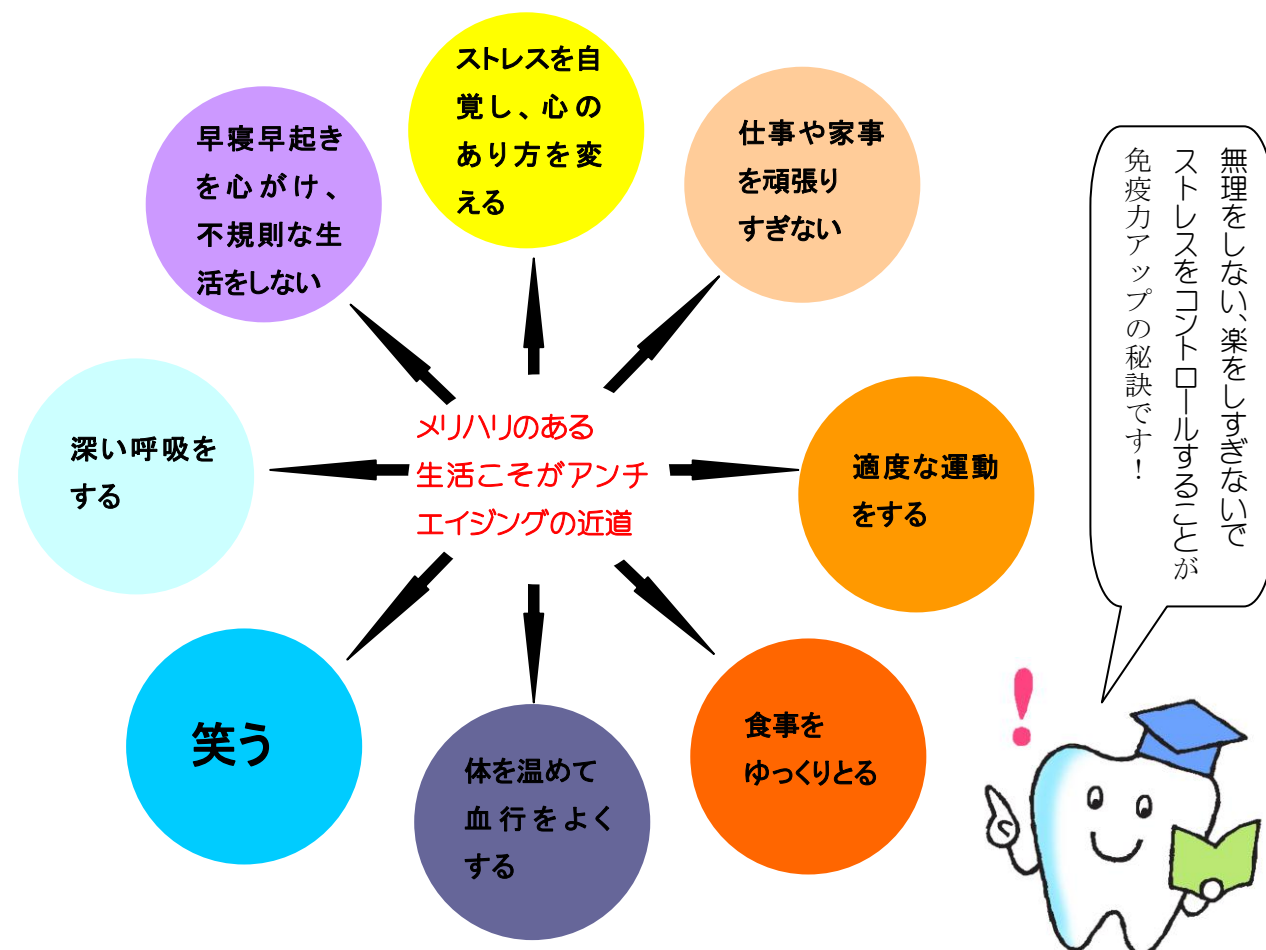 ストレスを自
覚し、心の
あり方を変
える
早寝早起き
を心がけ、
不規則な生
活をしない
仕事や家事
を頑張り
すぎない
深い呼吸を
する
メリハリのある
生活こそがアンチ
エイジングの近道
適度な運動
をする
笑う
体を温めて
血行をよく
する
食事を
ゆっくりとる
無理をしない、楽をしすぎないで
ストレスをコントロールすることが
免疫力アップの秘訣です！
！